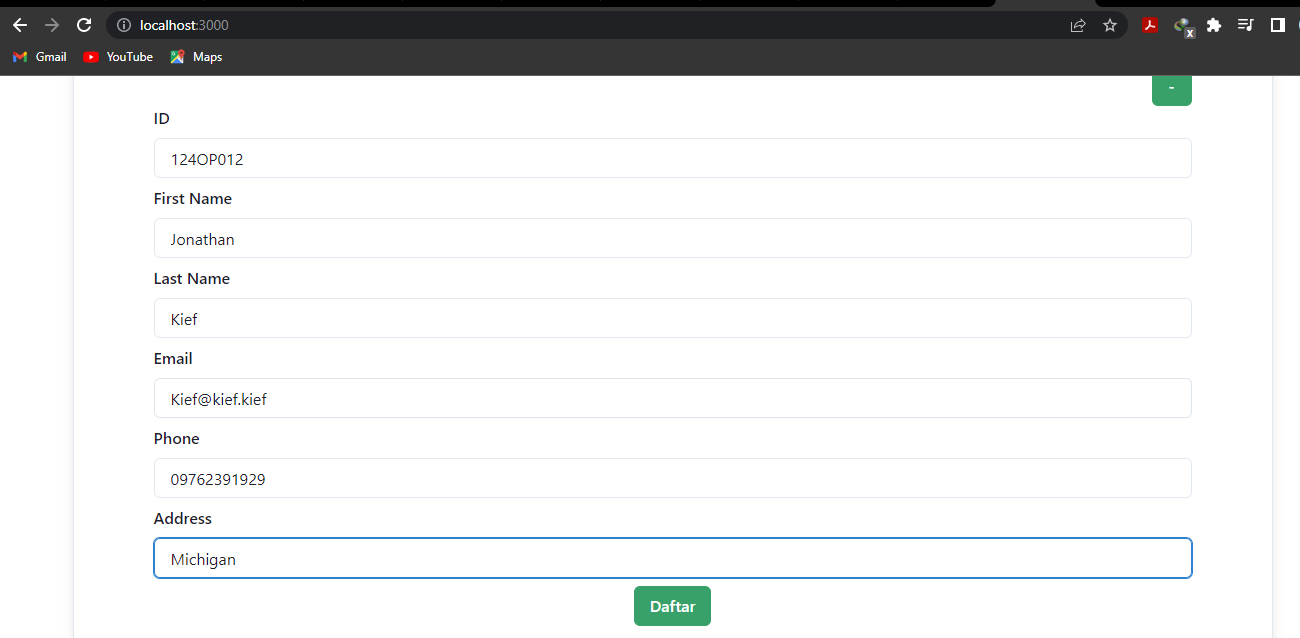 localhost:3000
Gmail YouTube Maps
-
ID
124OP012
First Name
Jonathan
Last Name
Kief
Email
Kief@kief.kief
Phone
09762391929
Address
Michigan
Daftar